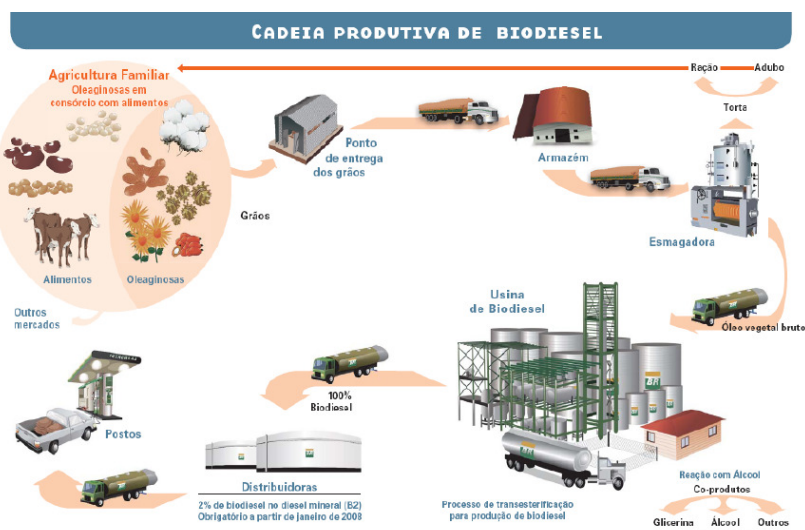 CADEIA PRODUTIVA DE BIODIESEL
Agricultura Familiar
Oleaginosas em
consórcio com alimentos
Ração
Adubo
Torta
Ponto
de entrega
dos grãos
Armazém
Grãos
Esmagadora
Alimentos
Oleaginosas
Outros
mercados
Usina
de Biodiesel
Óleo vegetal bruto
BR
100%
Biodiesel
Postos
Distribuidoras
2% de biodiesel no diesel mineral (B2)
Obrigatório a partir de janeiro de 2008
Processo de transesterificação
para produção de biodiesel
Reação com Álcool
Co-produtos
Glicerina
Álcool
Outros